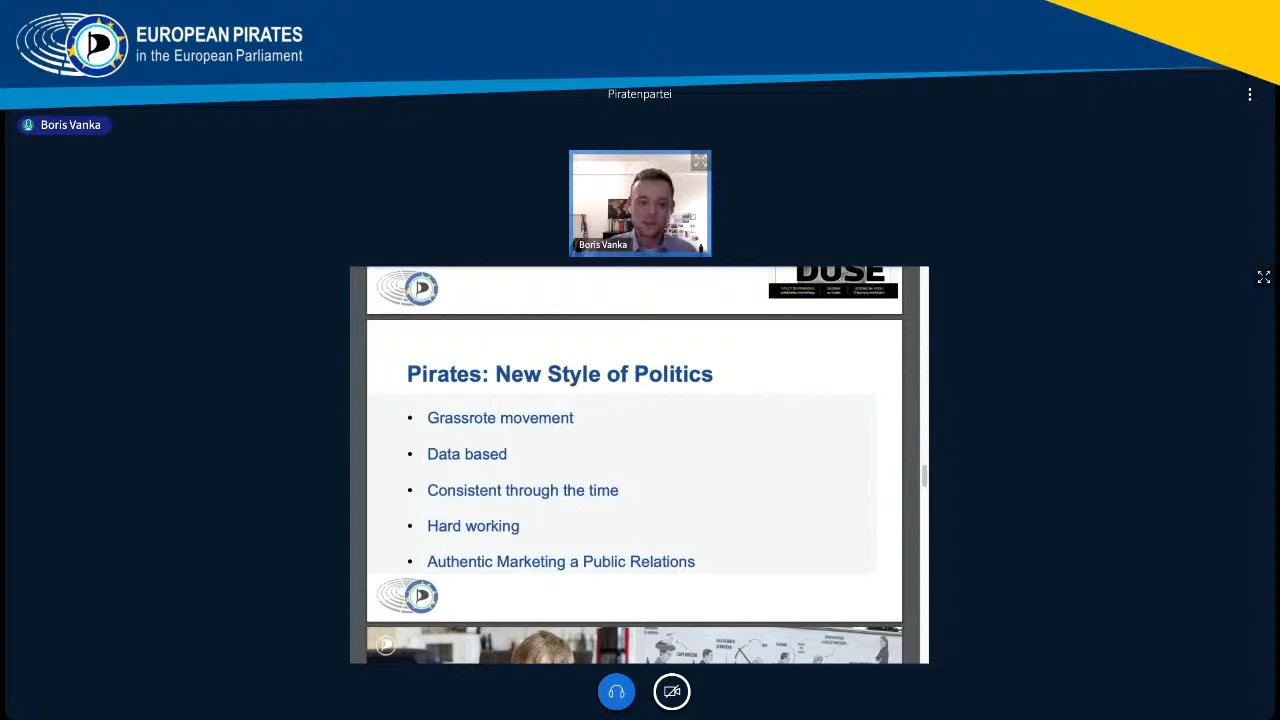 EUROPEAN PIRATES
in the European Parliament
Piratenpartei
Boris Vanka
Boris Vanka
DUSE
Pirates: New Style of Politics
• Grassrote movement
• Data based
• Consistent through the time
• Hard working
• Authentic Marketing a Public Relations